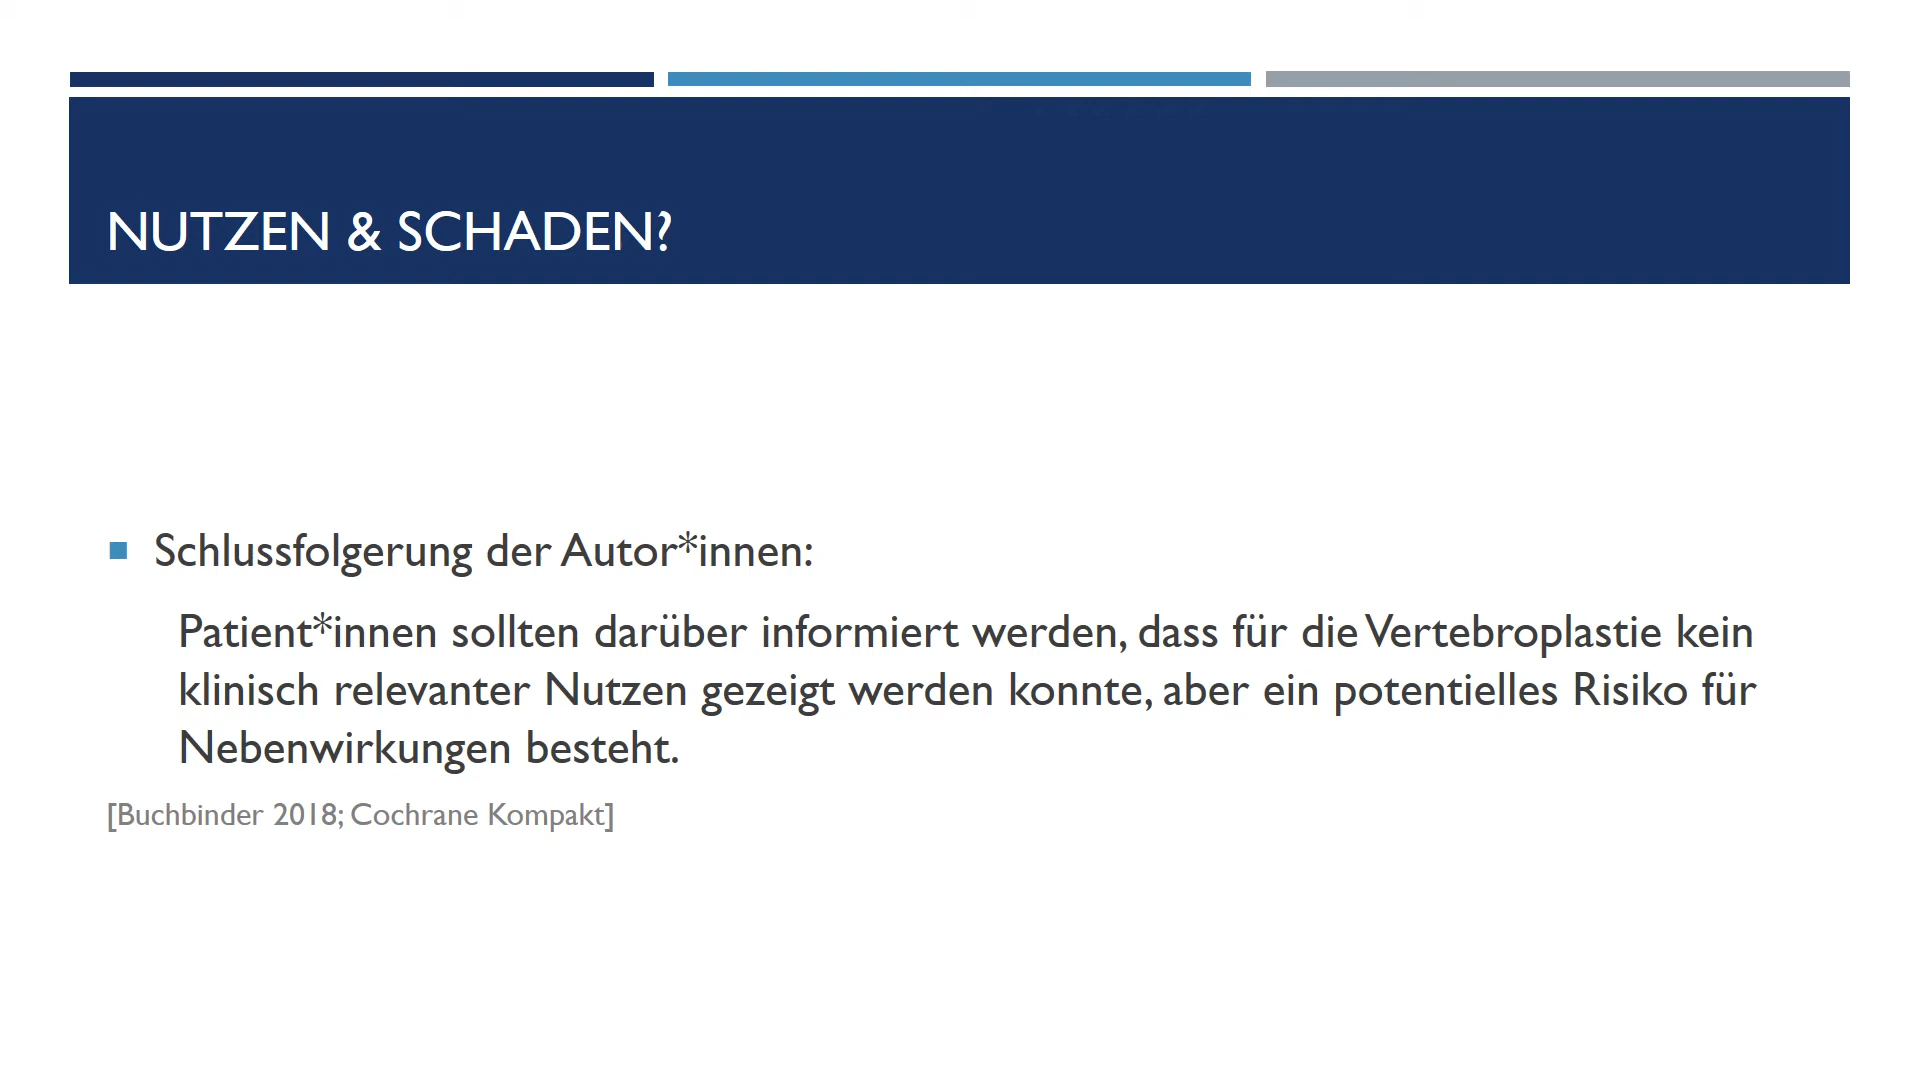 NUTZEN & SCHADEN?
Schlussfolgerung der Autor*innen:
Patient*innen sollten darüber informiert werden, dass für die Vertebroplastie kein
klinisch relevanter Nutzen gezeigt werden konnte, aber ein potentielles Risiko für
Nebenwirkungen besteht.
[Buchbinder 2018; Cochrane Kompakt]